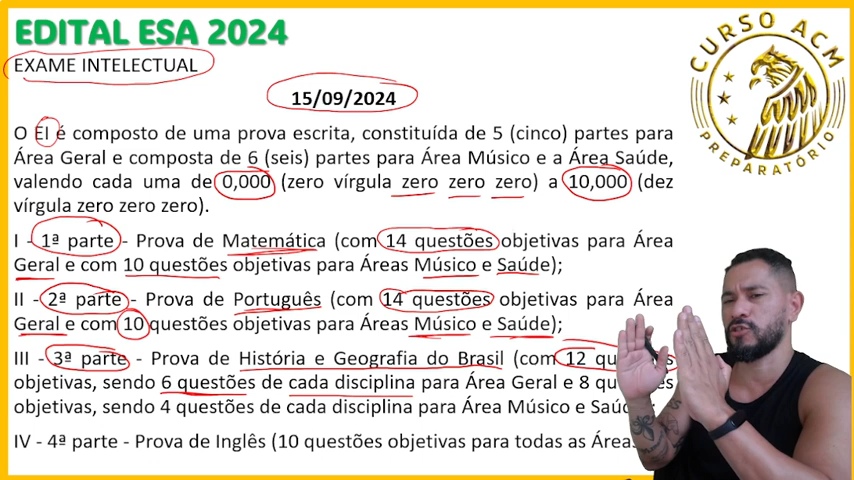 EDITAL ESA 2024
EXAME INTELECTUAL
15/09/2024
O EI é composto de uma prova escrita, constituída de 5 (cinco) partes para
Área Geral e composta de 6 (seis) partes para Área Músico e a Área Saúde,
valendo cada uma de 0,000 (zero vírgula zero zero zero) a 10,000 (dez
vírgula zero zero zero).
I - 1ª parte - Prova de Matemática (com 14 questões objetivas para Área
Geral e com 10 questões objetivas para Áreas Músico e Saúde);
II - 2ª parte - Prova de Português (com 14 questões objetivas para Área
Geral e com 10 questões objetivas para Áreas Músico e Saúde);
III - 3ª parte - Prova de História e Geografia do Brasil (com 12
objetivas, sendo 6 questões de cada disciplina para Área Geral e 8
objetivas, sendo 4 questões de cada disciplina para Área Músico e
IV - 4ª parte - Prova de Inglês (10 questões objetivas para todas as
CURSO ACM
PREPARATÓRIO